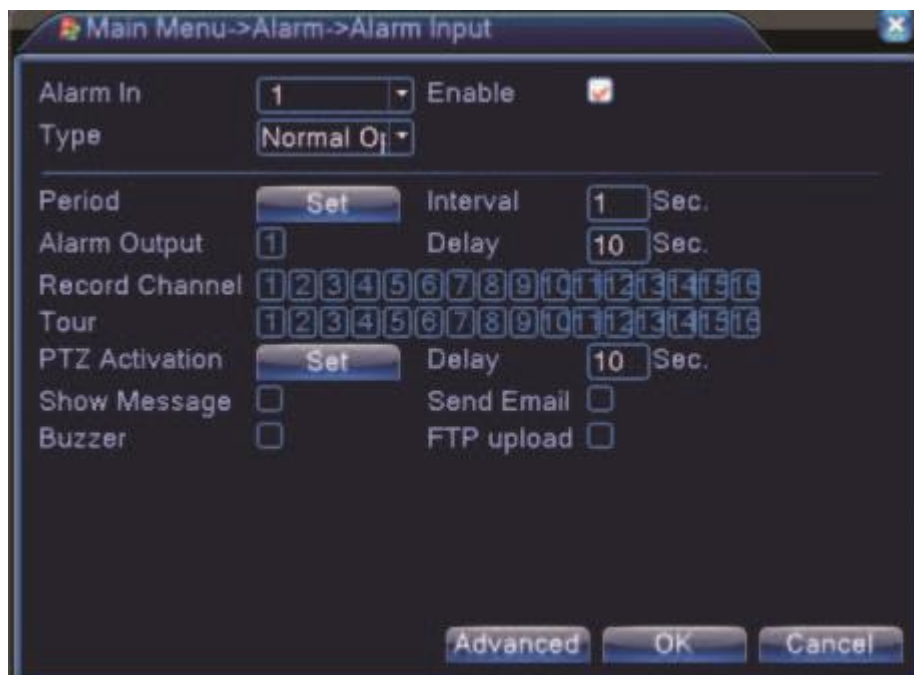 Main Menu->Alarm->Alarm Input
Alarm In 1 Enable
Type Normal Op
Period Set Interval 1 Sec.
Alarm Output 1 Delay 10 Sec.
Record Channel 1 2 3 4 5 6 7 8 9 10 11 12 13 14 15 16
Tour 1 2 3 4 5 6 7 8 9 10 11 12 13 14 15 16
PTZ Activation Set Delay 10 Sec.
Show Message Send Email
Buzzer FTP upload
Advanced OK Cancel